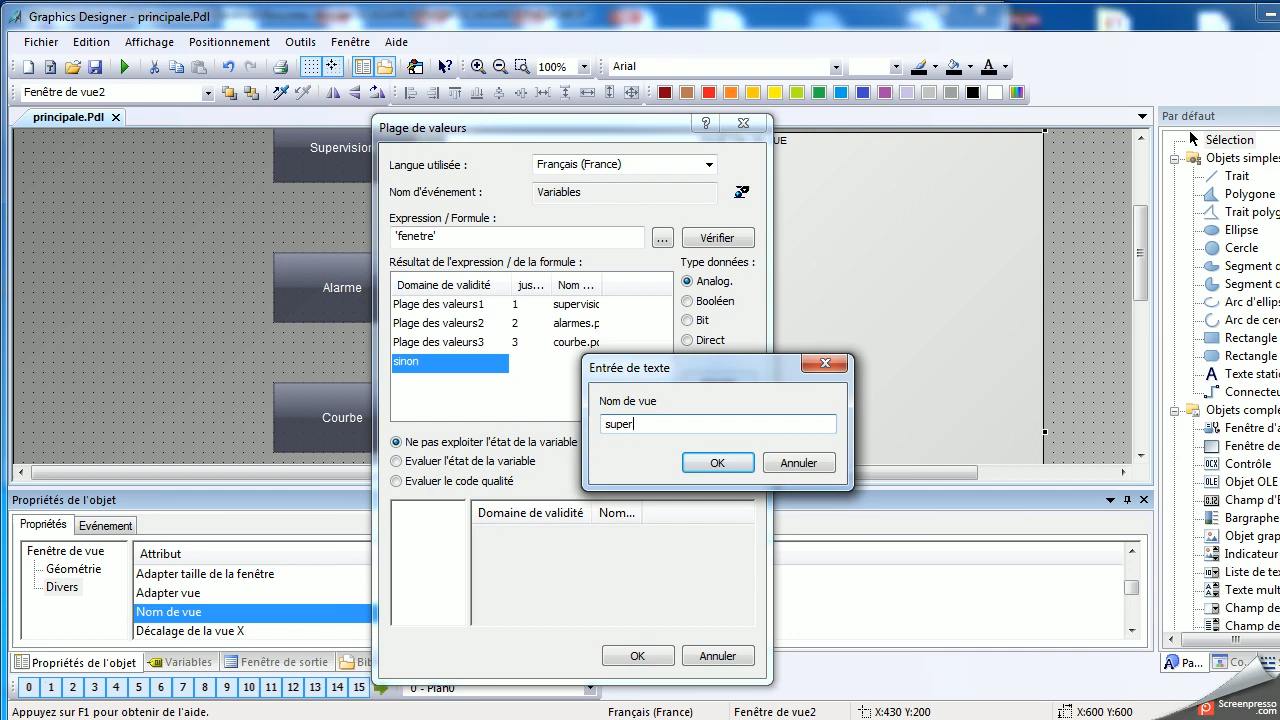 Graphics Designer - principale.Pdl
Fichier Edition Affichage Positionnement Outils Fenêtre Aide
100% Arial
Fenêtre de vue2
principale.Pdl
Supervision
Alarme
Courbe
UE
Plage de valeurs
Langue utilisée : Français (France)
Nom d'événement : Variables
Expression / Formule :
'fenetre' ... Vérifier
Résultat de l'expression / de la formule : Type données :
Domaine de validité jus... Nom ... Analog.
Plage des valeurs1 1 supervisic Booléen
Plage des valeurs2 2 alarmes.p Bit
Plage des valeurs3 3 courbe.pc Direct
sinon
Entrée de texte
Nom de vue
super
OK Annuler
Ne pas exploiter l'état de la variable
Evaluer l'état de la variable
Evaluer le code qualité
Domaine de validité Nom...
OK Annuler
Par défaut
Sélection
Objets simples
Trait
Polygone
Trait polyg
Ellipse
Cercle
Segment d
Segment d
Arc d'ellips
Arc de cer
Rectangle
Rectangle
Texte stati
Connecteu
Objets comple
Fenêtre d'a
Fenêtre de
Contrôle
Objet OLE
Champ d'I
Bargraphe
Objet grap
Indicateur
Liste de tex
Texte mult
Champ de
Champ de
Pa... Co...
Propriétés de l'objet
Propriétés Evénement
Fenêtre de vue
Géométrie
Divers
Attribut
Adapter taille de la fenêtre
Adapter vue
Nom de vue
Décalage de la vue X
Propriétés de l'objet Variables Fenêtre de sortie Bib
0 1 2 3 4 5 6 7 8 9 10 11 12 13 14 15 0 - Plan0
Appuyez sur F1 pour obtenir de l'aide. Français (France) Fenêtre de vue2 X:430 Y:200 X:600 Y:600
Screenpresso
.com